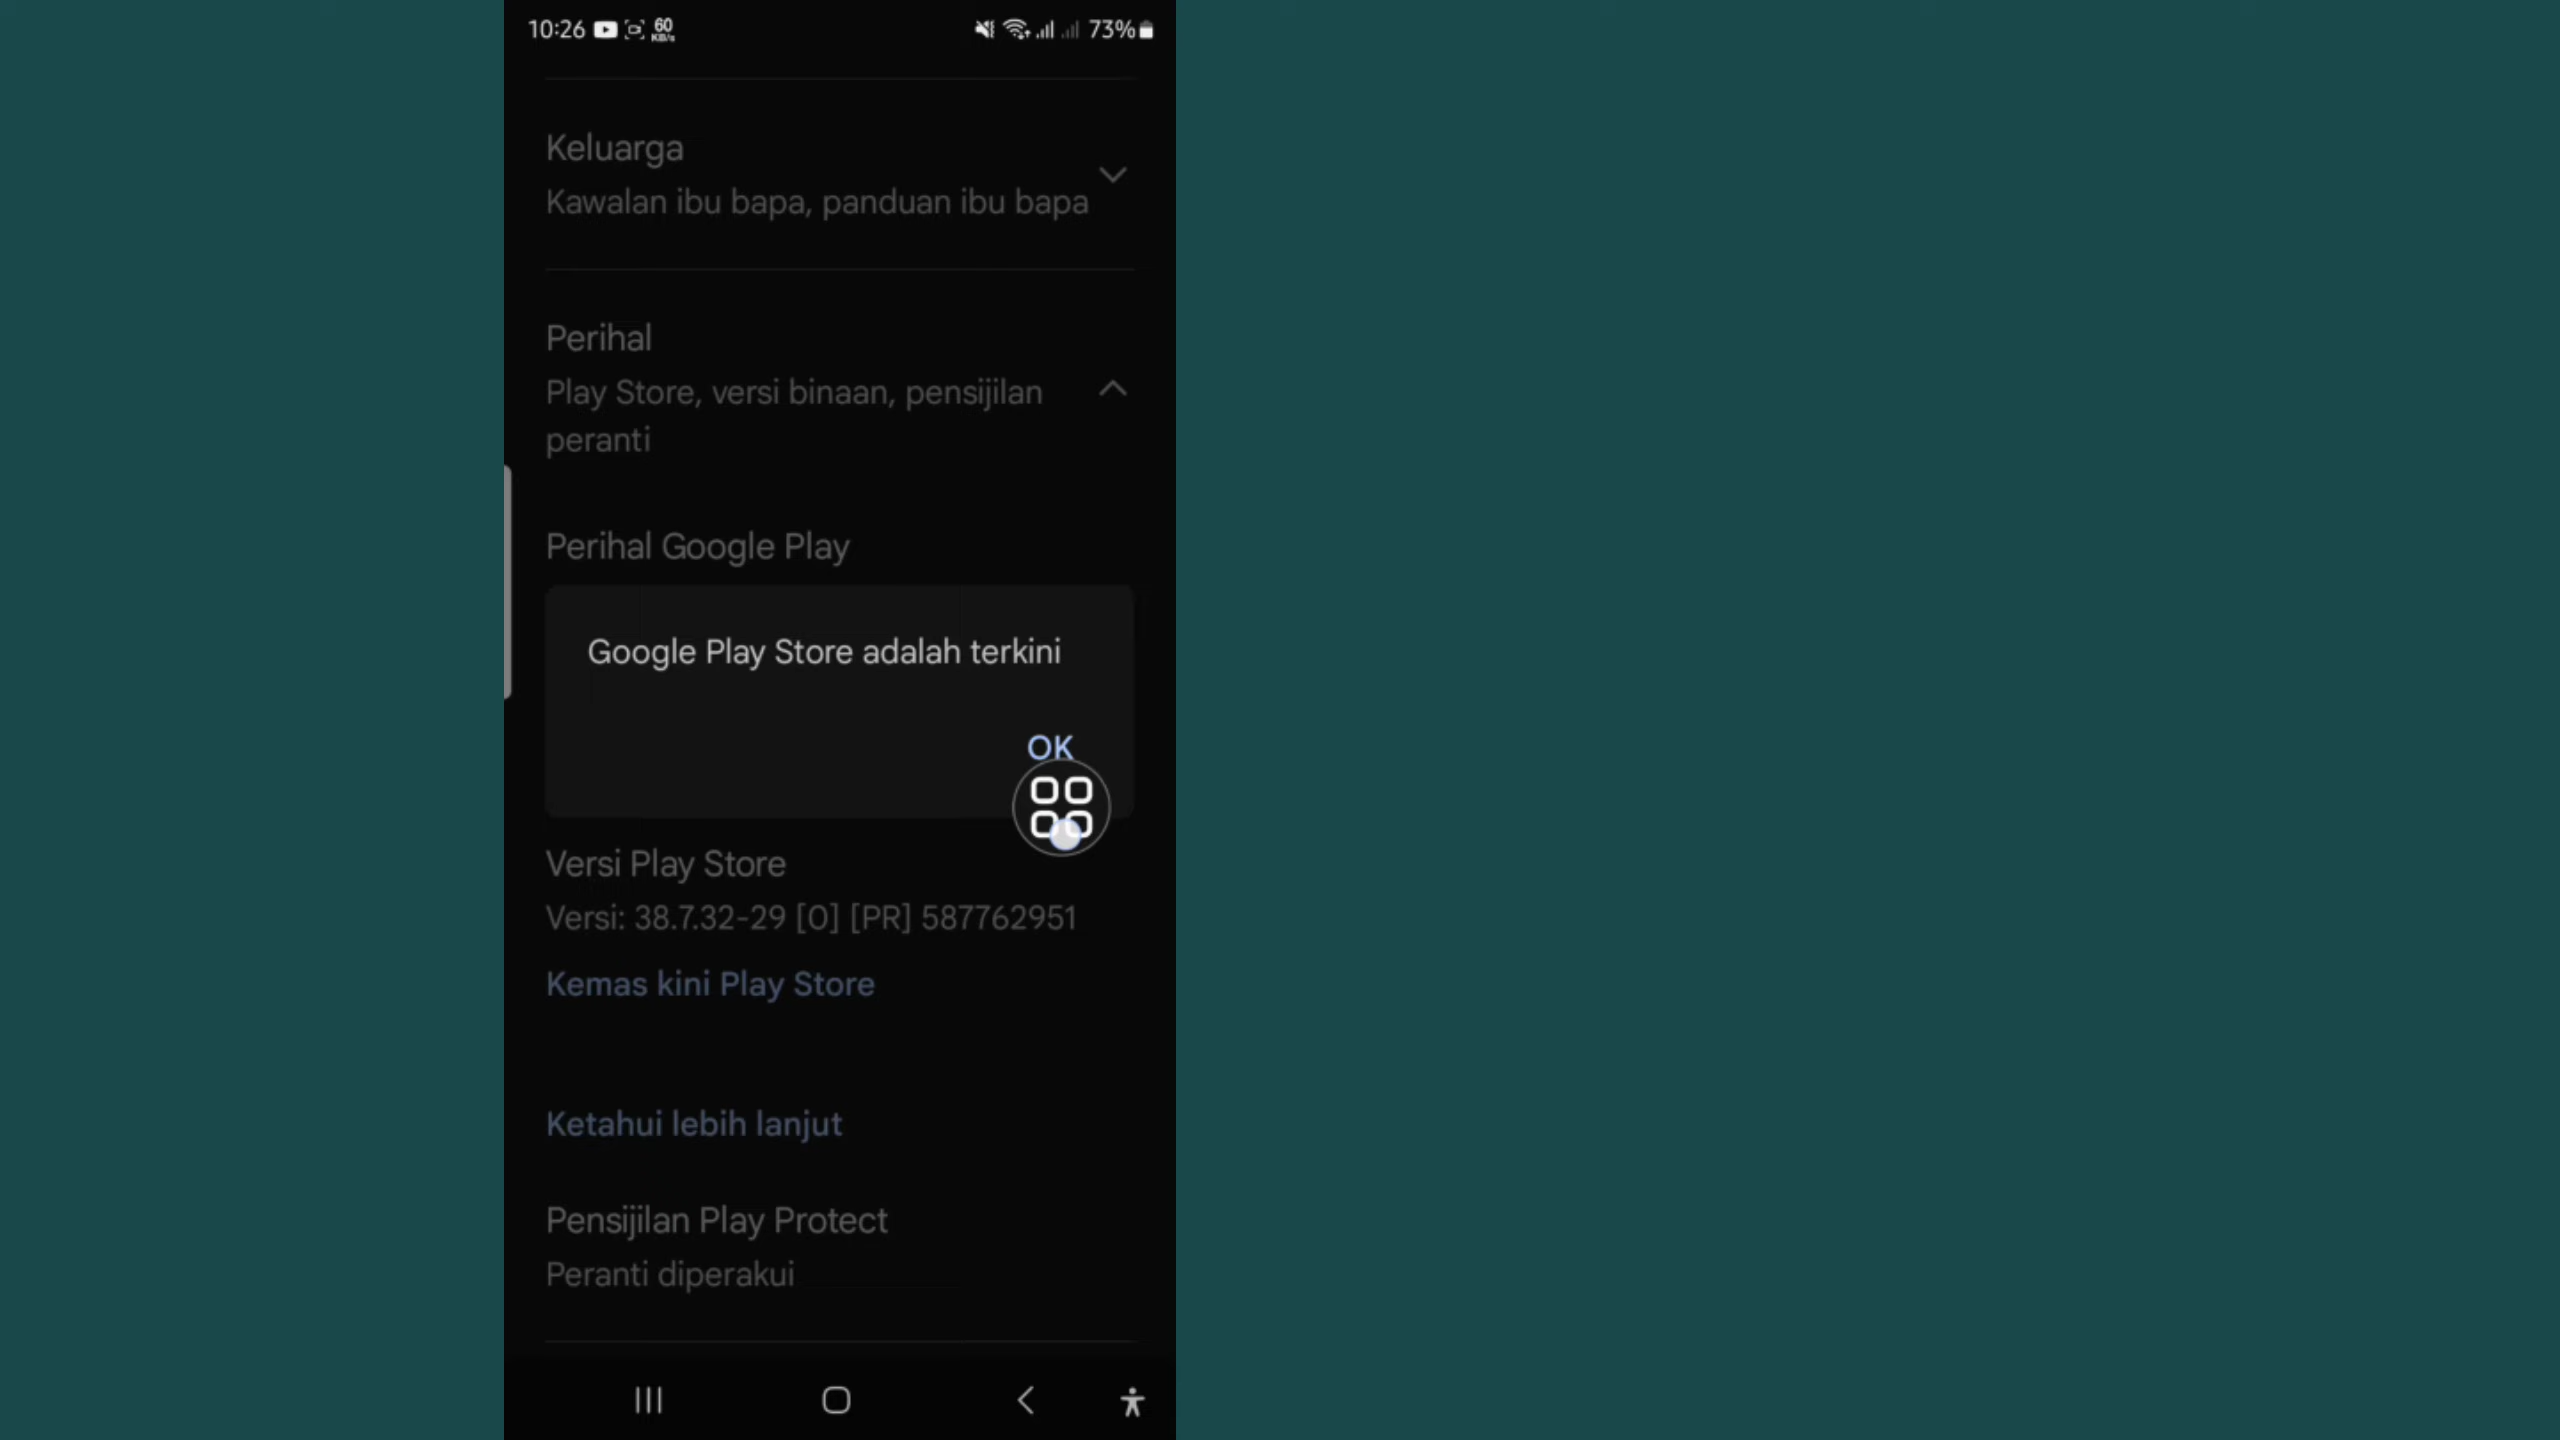 10:26 60 KB/s 73%
Keluarga
Kawalan ibu bapa, panduan ibu bapa
Perihal
Play Store, versi binaan, pensijilan
peranti
Perihal Google Play
Google Play Store adalah terkini
OK
Versi Play Store
Versi: 38.7.32-29 [0] [PR] 587762951
Kemas kini Play Store
Ketahui lebih lanjut
Pensijilan Play Protect
Peranti diperakui